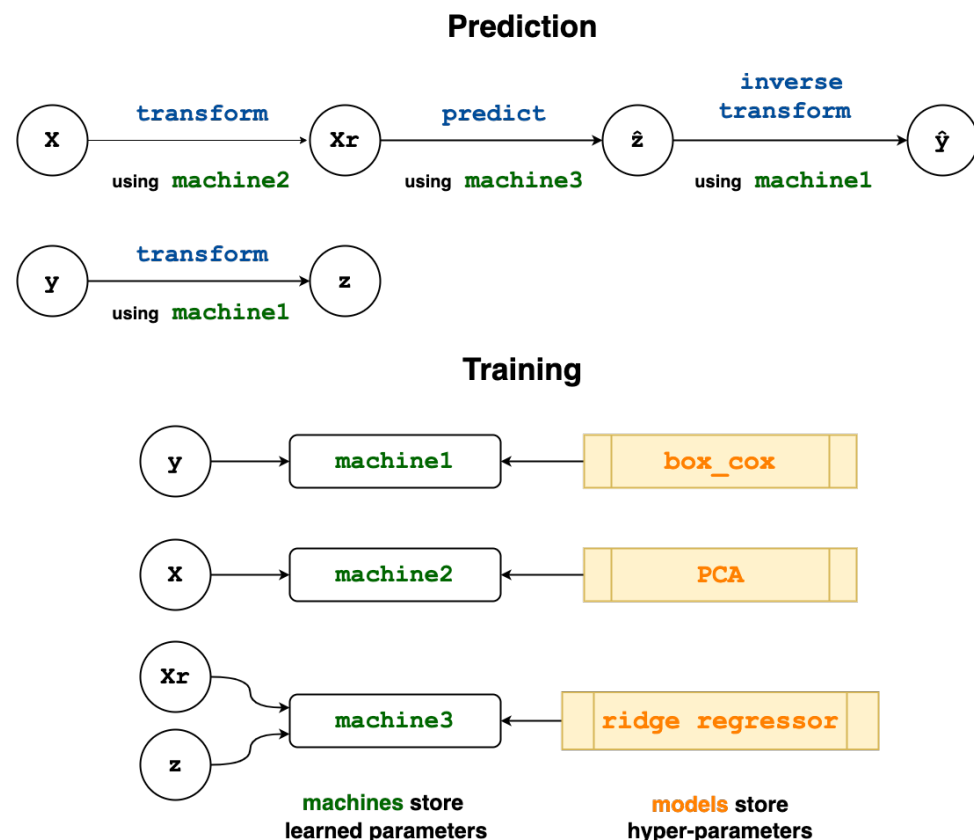 Prediction
X
transform
using machine2
Xr
predict
using machine3
ẑ
inverse
transform
using machine1
ŷ
y
transform
using machine1
z
Training
y
machine1
box_cox
X
machine2
PCA
Xr
z
machine3
ridge regressor
machines store
learned parameters
models store
hyper-parameters